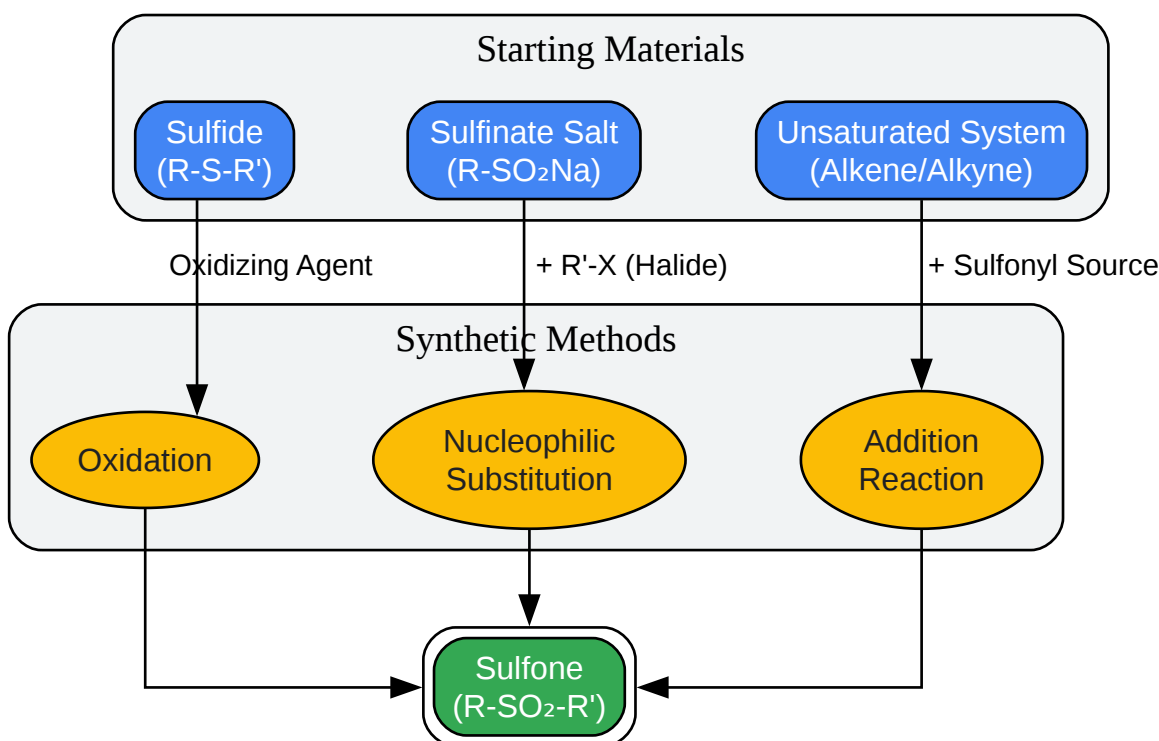 Starting Materials
Sulfide
(R-S-R')
Sulfinate Salt
(R-SO₂Na)
Unsaturated System
(Alkene/Alkyne)
Oxidizing Agent
+ R'-X (Halide)
+ Sulfonyl Source
Synthetic Methods
Oxidation
Nucleophilic
Substitution
Addition
Reaction
Sulfone
(R-SO₂-R')